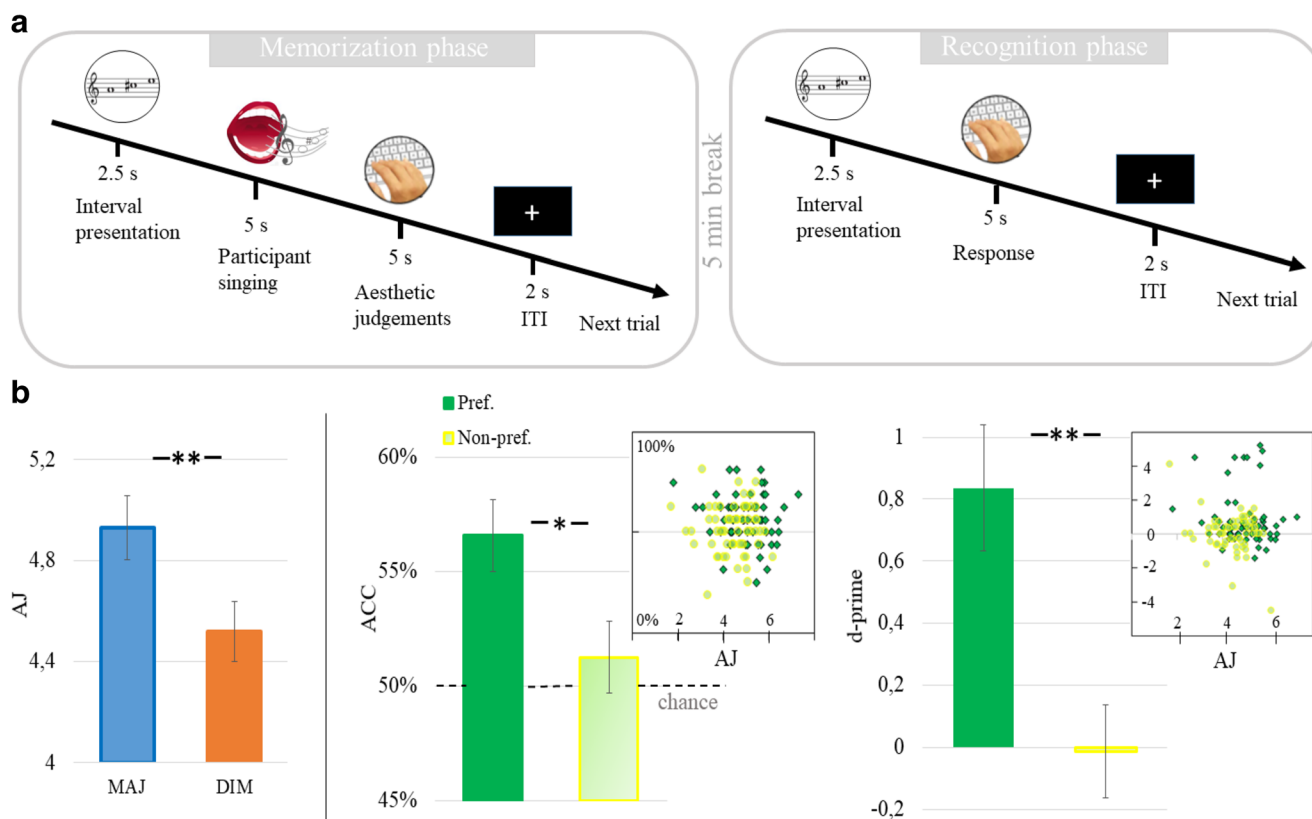 a
Memorization phase
2.5 s
Interval
presentation
5 s
Participant
singing
5 s
Aesthetic
judgements
2 s
ITI
Next trial
5 min break
Recognition phase
2.5 s
Interval
presentation
5 s
Response
2 s
ITI
Next trial
b
AJ
5,2
4,8
4,4
4
MAJ
DIM
–**–
Pref.
Non-pref.
ACC
60%
55%
50%
45%
–*–
chance
100%
0%
2
4
6
AJ
d-prime
1
0,8
0,6
0,4
0,2
0
-0,2
–**–
4
2
0
-2
-4
2
4
6
AJ